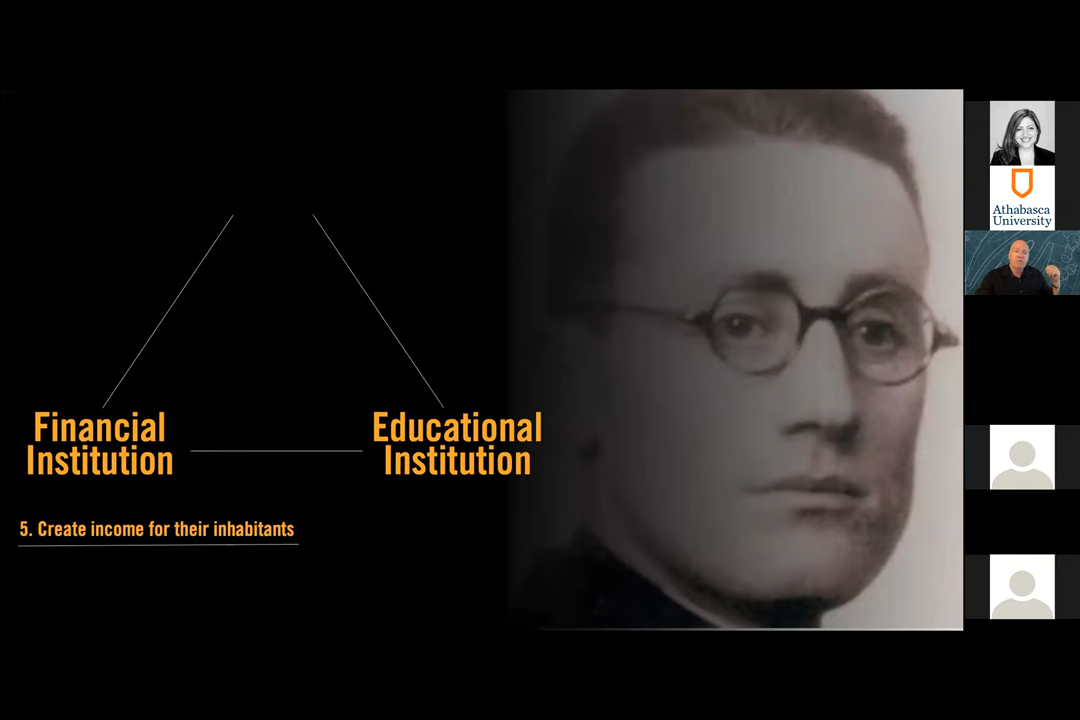 Financial
Institution
Educational
Institution
5. Create income for their inhabitants
Athabasca
University